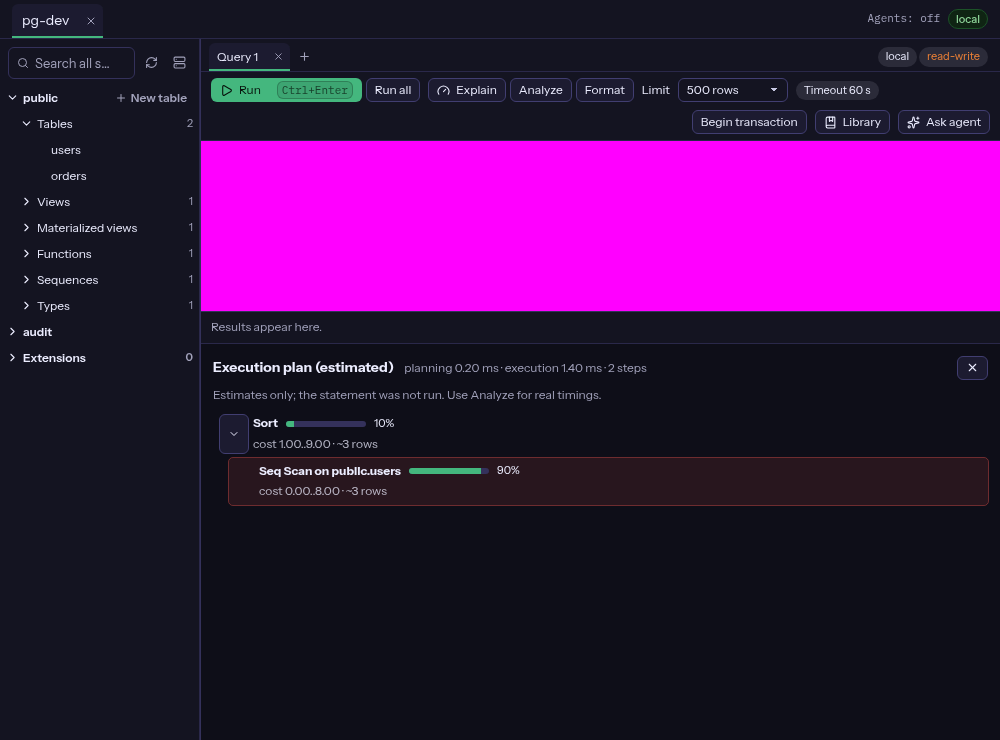 pg-dev
Agents: off local
Search all s...
Query 1
local read-write
Run Ctrl+Enter Run all Explain Analyze Format Limit 500 rows Timeout 60 s
Begin transaction Library Ask agent
public New table
Tables 2
users
orders
Views 1
Materialized views 1
Functions 1
Sequences 1
Types 1
audit
Extensions 0
Results appear here.
Execution plan (estimated) planning 0.20 ms · execution 1.40 ms · 2 steps
Estimates only; the statement was not run. Use Analyze for real timings.
Sort 10%
cost 1.00..9.00 · ~3 rows
Seq Scan on public.users 90%
cost 0.00..8.00 · ~3 rows